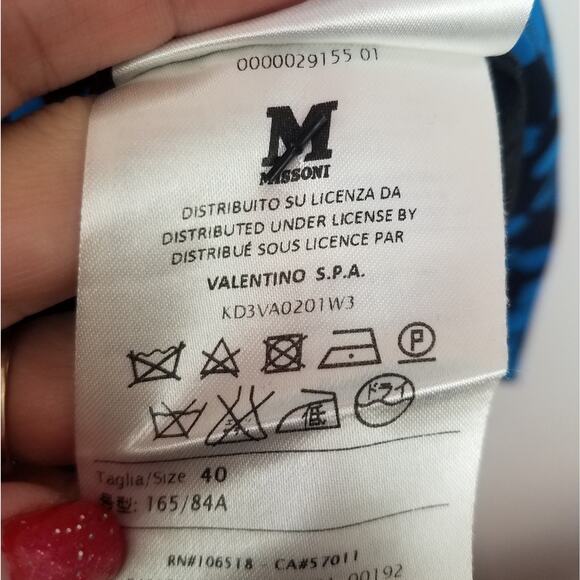 0000029155 01
M
MISSONI
DISTRIBUITO SU LICENZA DA
DISTRIBUTED UNDER LICENSE BY
DISTRIBUÉ SOUS LICENCE PAR
VALENTINO S.P.A.
KD3VA0201W3
P
低 ドライ
Taglia/Size 40
号型: 165/84A
RN#106518 - CA#57011
00192